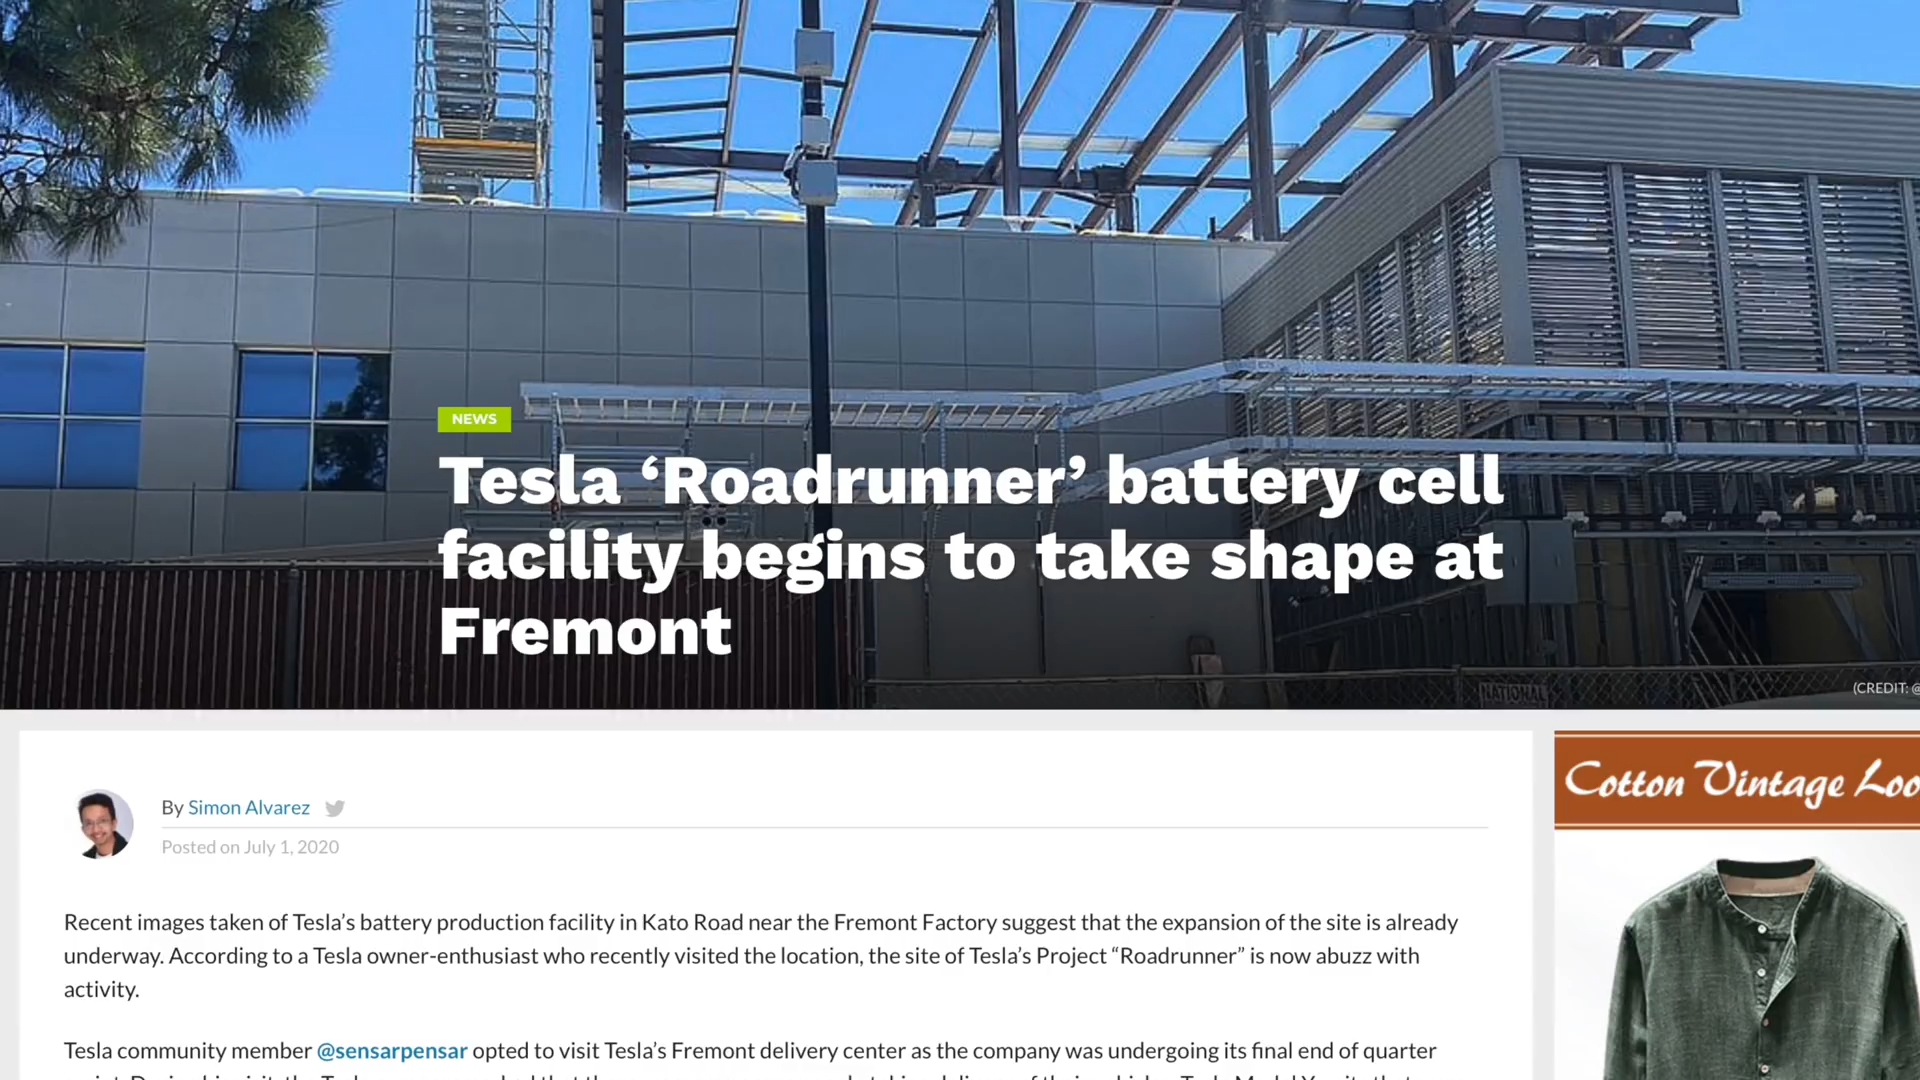 NEWS
Tesla ‘Roadrunner’ battery cell
facility begins to take shape at
Fremont
NATIONAL
(CREDIT: @
By Simon Alvarez
Posted on July 1, 2020
Recent images taken of Tesla’s battery production facility in Kato Road near the Fremont Factory suggest that the expansion of the site is already
underway. According to a Tesla owner-enthusiast who recently visited the location, the site of Tesla’s Project “Roadrunner” is now abuzz with
activity.
Tesla community member @sensarpensar opted to visit Tesla’s Fremont delivery center as the company was undergoing its final end of quarter
Cotton Vintage Loo